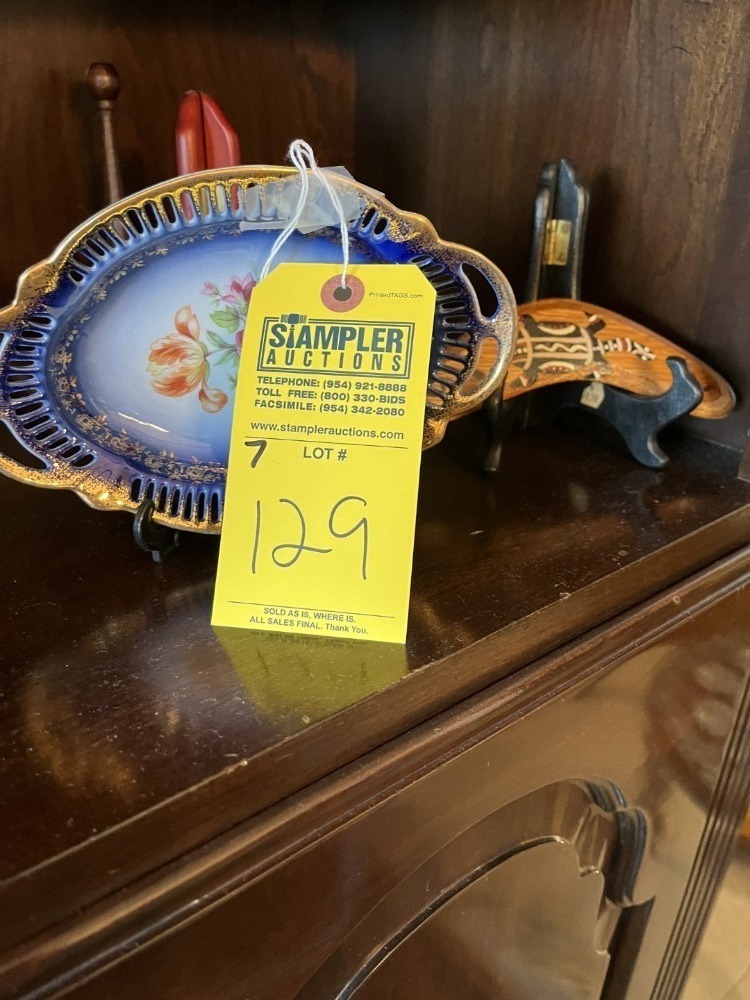 PrintedTAGS.com
STAMPLER
AUCTIONS
TELEPHONE: (954) 921-8888
TOLL FREE: (800) 330-BIDS
FACSIMILE: (954) 342-2080
www.stamplerauctions.com
7 LOT #
129
SOLD AS IS, WHERE IS.
ALL SALES FINAL. Thank You.